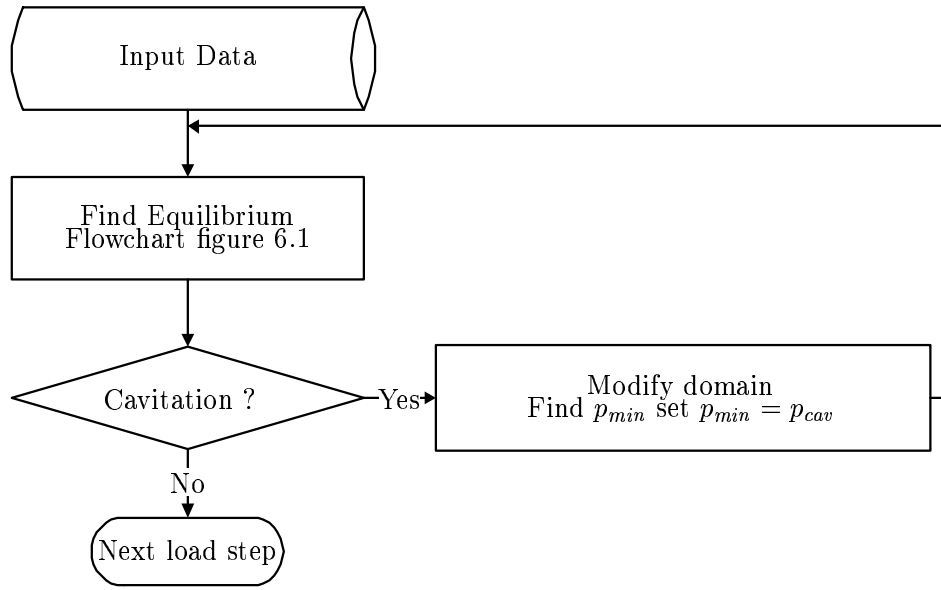 Input Data
Find Equilibrium
Flowchart figure 6.1
Cavitation ?
Yes
Modify domain
Find p_min set p_min = p_cav
No
Next load step